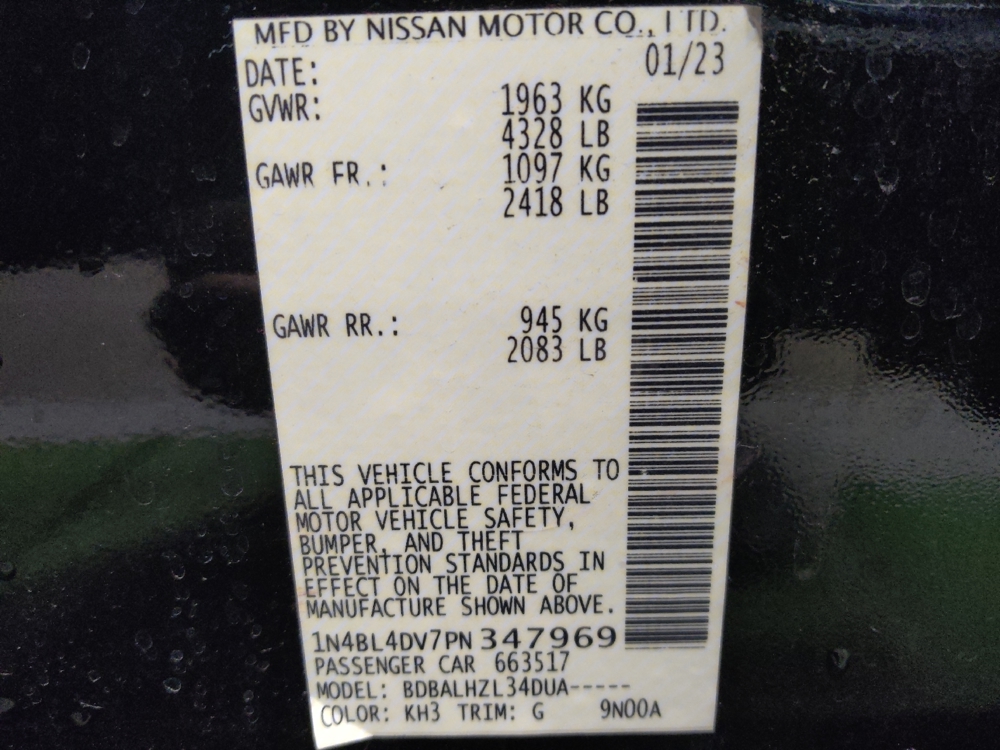 MFD BY NISSAN MOTOR CO., LTD.
DATE: 01/23
GVWR: 1963 KG
4328 LB
GAWR FR.: 1097 KG
2418 LB
GAWR RR.: 945 KG
2083 LB
THIS VEHICLE CONFORMS TO
ALL APPLICABLE FEDERAL
MOTOR VEHICLE SAFETY,
BUMPER, AND THEFT
PREVENTION STANDARDS IN
EFFECT ON THE DATE OF
MANUFACTURE SHOWN ABOVE.
1N4BL4DV7PN347969
PASSENGER CAR 663517
MODEL: BDBALHZL34DUA-----
COLOR: KH3 TRIM: G 9N00A